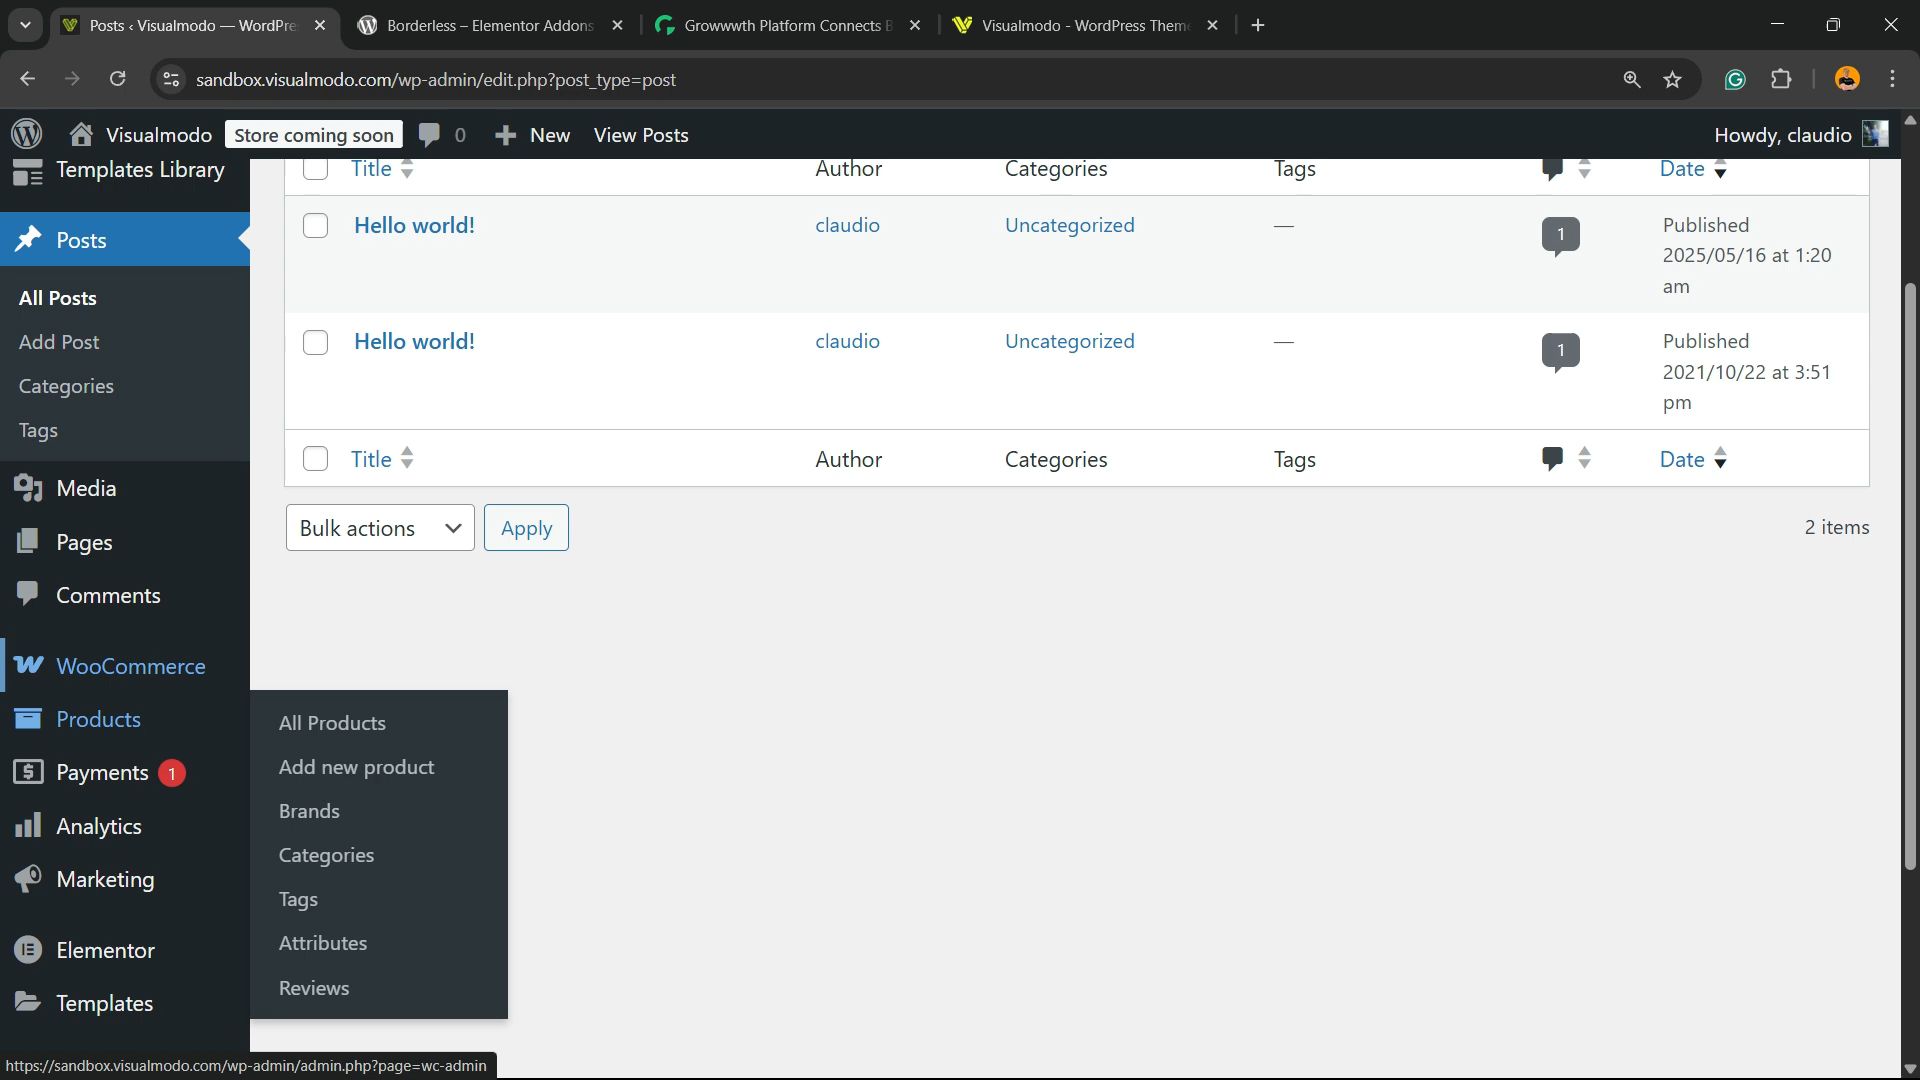 Posts ‹ Visualmodo — WordPre
Borderless – Elementor Addons
Growwwth Platform Connects B
Visualmodo - WordPress Theme
sandbox.visualmodo.com/wp-admin/edit.php?post_type=post
Visualmodo
Store coming soon
0
New
View Posts
Howdy, claudio
Templates Library
Posts
All Posts
Add Post
Categories
Tags
Media
Pages
Comments
WooCommerce
Products
Payments 1
Analytics
Marketing
Elementor
Templates
Title
Author
Categories
Tags
Date
Hello world!
claudio
Uncategorized
—
1
Published
2025/05/16 at 1:20
am
Hello world!
claudio
Uncategorized
—
1
Published
2021/10/22 at 3:51
pm
Title
Author
Categories
Tags
Date
Bulk actions
Apply
2 items
All Products
Add new product
Brands
Categories
Tags
Attributes
Reviews
https://sandbox.visualmodo.com/wp-admin/admin.php?page=wc-admin